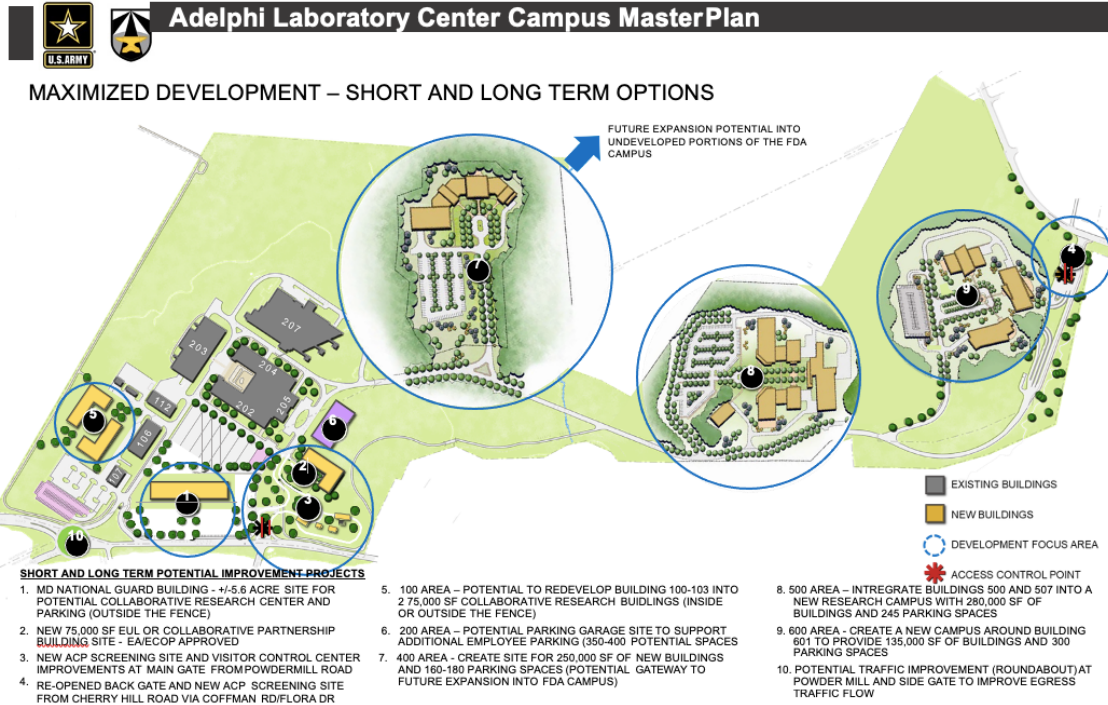 Adelphi Laboratory Center Campus MasterPlan
U.S.ARMY
MAXIMIZED DEVELOPMENT – SHORT AND LONG TERM OPTIONS
FUTURE EXPANSION POTENTIAL INTO
UNDEVELOPED PORTIONS OF THE FDA
CAMPUS
4
7
9
207
203
204
202
205
8
112
5
6
106
2
1
3
10
EXISTING BUILDINGS
NEW BUILDINGS
DEVELOPMENT FOCUS AREA
ACCESS CONTROL POINT
SHORT AND LONG TERM POTENTIAL IMPROVEMENT PROJECTS
1. MD NATIONAL GUARD BUILDING - +/-5.6 ACRE SITE FOR
POTENTIAL COLLABORATIVE RESEARCH CENTER AND
PARKING (OUTSIDE THE FENCE)
2. NEW 75,000 SF EUL OR COLLABORATIVE PARTNERSHIP
BUILDING SITE - EA/ECOP APPROVED
3. NEW ACP SCREENING SITE AND VISITOR CONTROL CENTER
IMPROVEMENTS AT MAIN GATE FROM POWDERMILL ROAD
4. RE-OPENED BACK GATE AND NEW ACP SCREENING SITE
FROM CHERRY HILL ROAD VIA COFFMAN RD/FLORA DR
5. 100 AREA – POTENTIAL TO REDEVELOP BUILDING 100-103 INTO
2 75,000 SF COLLABORATIVE RESEARCH BUIDLINGS (INSIDE
OR OUTSIDE THE FENCE)
6. 200 AREA – POTENTIAL PARKING GARAGE SITE TO SUPPORT
ADDITIONAL EMPLOYEE PARKING (350-400 POTENTIAL SPACES
7. 400 AREA - CREATE SITE FOR 250,000 SF OF NEW BUILDINGS
AND 160-180 PARKING SPACES (POTENTIAL GATEWAY TO
FUTURE EXPANSION INTO FDA CAMPUS)
8. 500 AREA – INTREGRATE BUILDINGS 500 AND 507 INTO A
NEW RESEARCH CAMPUS WITH 280,000 SF OF
BUILDINGS AND 245 PARKING SPACES
9. 600 AREA - CREATE A NEW CAMPUS AROUND BUILDING
601 TO PROVIDE 135,000 SF OF BUILDINGS AND 300
PARKING SPACES
10. POTENTIAL TRAFFIC IMPROVEMENT (ROUNDABOUT) AT
POWDER MILL AND SIDE GATE TO IMPROVE EGRESS
TRAFFIC FLOW